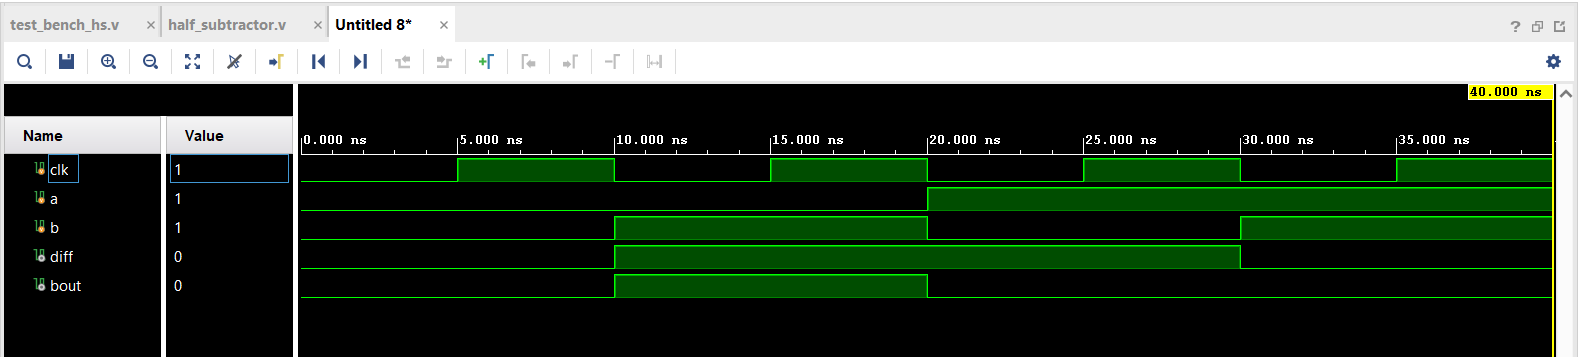 test_bench_hs.v × half_subtractor.v × Untitled 8* ×
?
40.000 ns
Name Value
0.000 ns 5.000 ns 10.000 ns 15.000 ns 20.000 ns 25.000 ns 30.000 ns 35.000 ns
clk 1
a 1
b 1
diff 0
bout 0